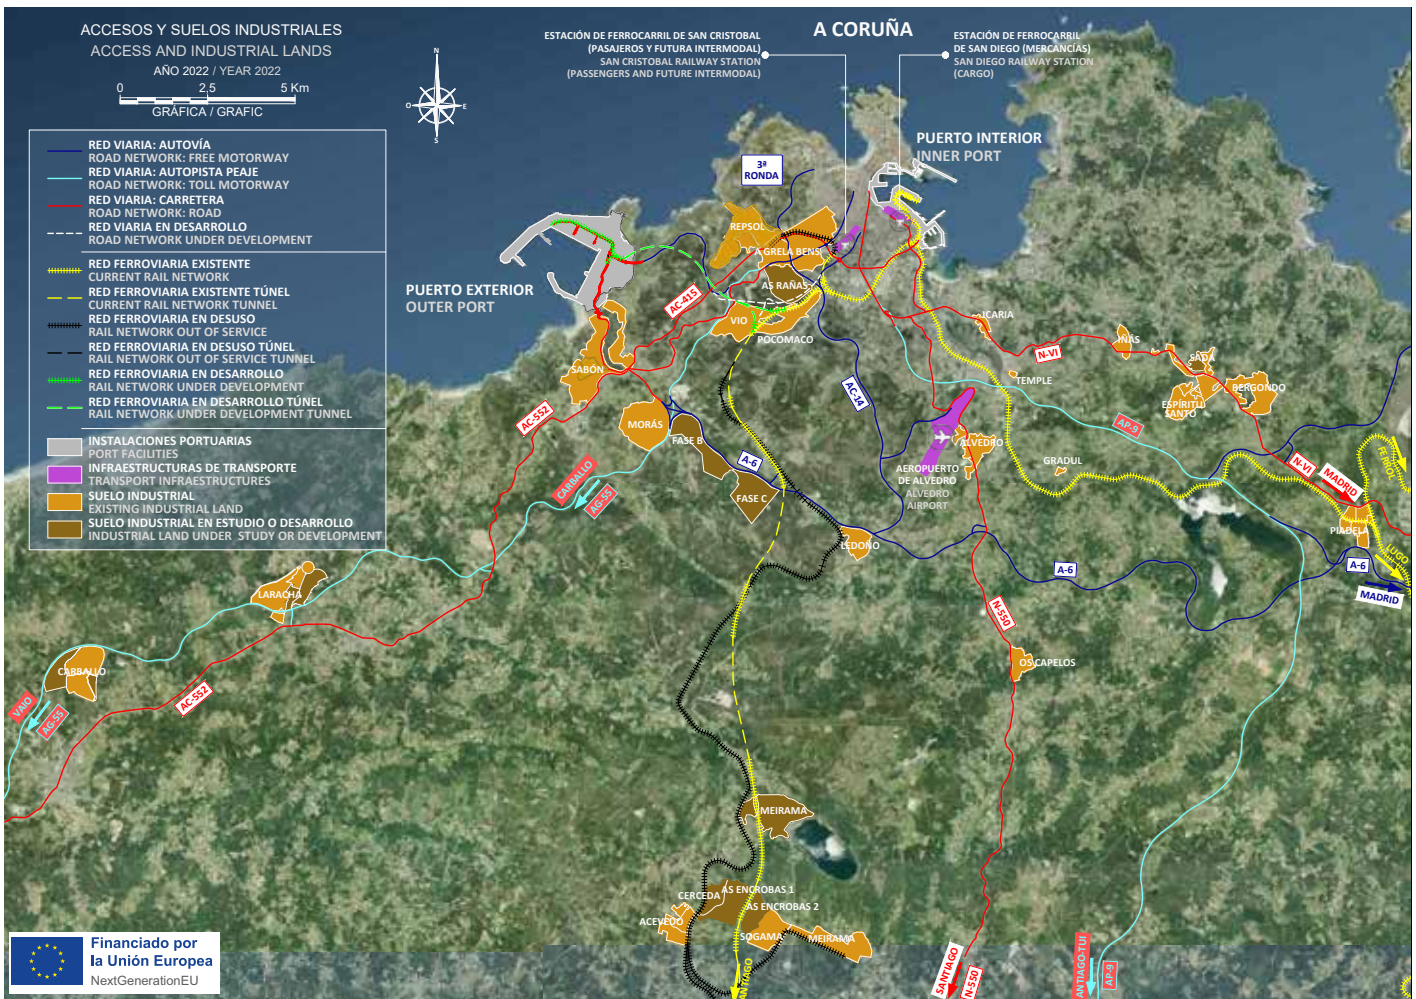 ACCESOS Y SUELOS INDUSTRIALES
ACCESS AND INDUSTRIAL LANDS
AÑO 2022 / YEAR 2022
0 2,5 5 Km
GRÁFICA / GRAFIC
N
O E
S
A CORUÑA
ESTACIÓN DE FERROCARRIL DE SAN CRISTOBAL
(PASAJEROS Y FUTURA INTERMODAL)
SAN CRISTOBAL RAILWAY STATION
(PASSENGERS AND FUTURE INTERMODAL)
ESTACIÓN DE FERROCARRIL
DE SAN DIEGO (MERCANCÍAS)
SAN DIEGO RAILWAY STATION
(CARGO)
RED VIARIA: AUTOVÍA
ROAD NETWORK: FREE MOTORWAY
RED VIARIA: AUTOPISTA PEAJE
ROAD NETWORK: TOLL MOTORWAY
RED VIARIA: CARRETERA
ROAD NETWORK: ROAD
RED VIARIA EN DESARROLLO
ROAD NETWORK UNDER DEVELOPMENT
RED FERROVIARIA EXISTENTE
CURRENT RAIL NETWORK
RED FERROVIARIA EXISTENTE TÚNEL
CURRENT RAIL NETWORK TUNNEL
RED FERROVIARIA EN DESUSO
RAIL NETWORK OUT OF SERVICE
RED FERROVIARIA EN DESUSO TÚNEL
RAIL NETWORK OUT OF SERVICE TUNNEL
RED FERROVIARIA EN DESARROLLO
RAIL NETWORK UNDER DEVELOPMENT
RED FERROVIARIA EN DESARROLLO TÚNEL
RAIL NETWORK UNDER DEVELOPMENT TUNNEL
INSTALACIONES PORTUARIAS
PORT FACILITIES
INFRAESTRUCTURAS DE TRANSPORTE
TRANSPORT INFRAESTRUCTURES
SUELO INDUSTRIAL
EXISTING INDUSTRIAL LAND
SUELO INDUSTRIAL EN ESTUDIO O DESARROLLO
INDUSTRIAL LAND UNDER STUDY OR DEVELOPMENT
PUERTO INTERIOR
INNER PORT
3ª
RONDA
PUERTO EXTERIOR
OUTER PORT
REPSOL
A GRELA BENS
AS RAÑAS
VIO
POCOMACO
AC-415
SABÓN
MORÁS
FASE B
FASE C
A-6
AC-14
AC-552
CARBALLO
AG-55
ICARIA
N-VI
IÑÁS
SADA
BERGONDO
ESPÍRITU
SANTO
TEMPLE
AP-9
ALVEDRO
AEROPUERTO
DE ALVEDRO
ALVEDRO
AIRPORT
GRADUL
N-VI
MADRID
FERROL
PIADELA
LUGO
A-6
MADRID
LEDOÑO
A-6
N-550
OS CAPELOS
LARACHA
CARBALLO
AC-552
VAIO
AG-55
MEIRAMA
AS ENCROBAS 1
CERCEDA
AS ENCROBAS 2
ACEVEDO
SOGAMA
MEIRAMA
SANTIAGO
N-550
AP-9
Financiado por
la Unión Europea
NextGenerationEU